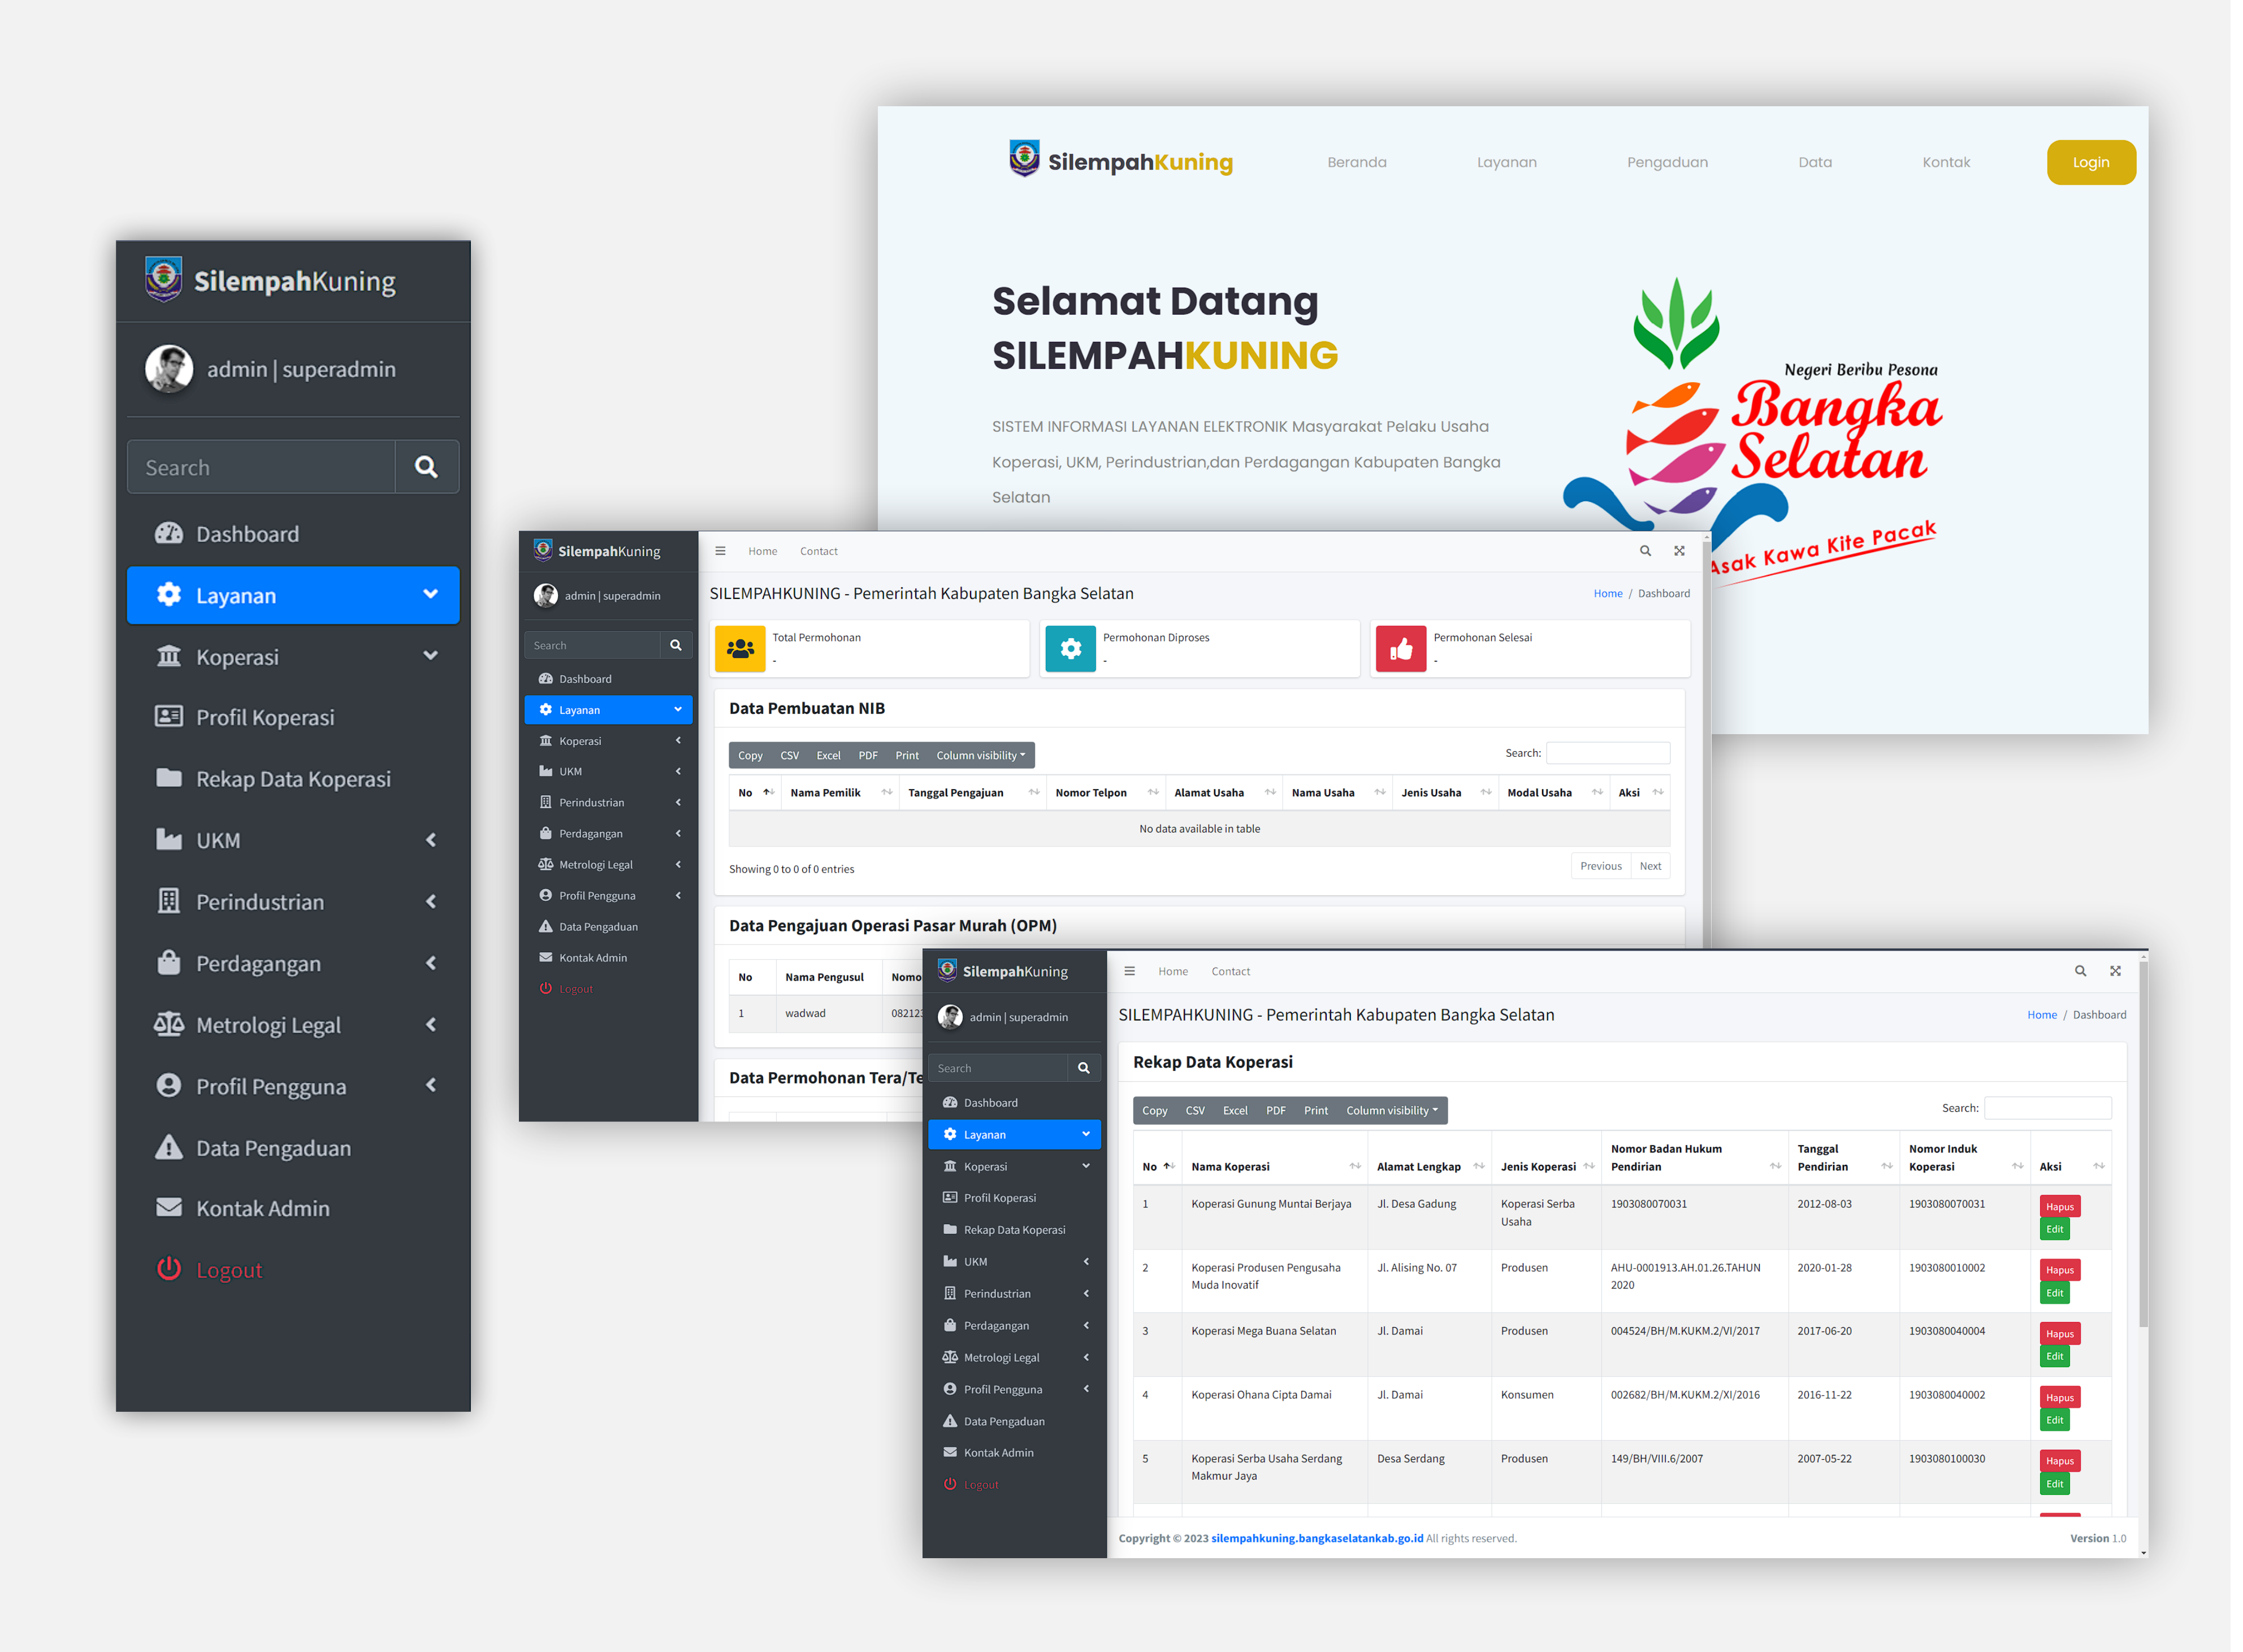 SilempahKuning
admin | superadmin
Search
Dashboard
Layanan
Koperasi
Profil Koperasi
Rekap Data Koperasi
UKM
Perindustrian
Perdagangan
Metrologi Legal
Profil Pengguna
Data Pengaduan
Kontak Admin
Logout
SilempahKuning Beranda Layanan Pengaduan Data Kontak Login
Selamat Datang
SILEMPAHKUNING
SISTEM INFORMASI LAYANAN ELEKTRONIK Masyarakat Pelaku Usaha
Koperasi, UKM, Perindustrian,dan Perdagangan Kabupaten Bangka
Selatan
Negeri Beribu Pesona
Bangka
Selatan
Asak Kawa Kite Pacak
SilempahKuning
admin | superadmin
Search
Dashboard
Layanan
Koperasi
UKM
Perindustrian
Perdagangan
Metrologi Legal
Profil Pengguna
Data Pengaduan
Kontak Admin
Logout
Home Contact
SILEMPAHKUNING - Pemerintah Kabupaten Bangka Selatan Home / Dashboard
Total Permohonan
-
Permohonan Diproses
-
Permohonan Selesai
-
Data Pembuatan NIB
Copy CSV Excel PDF Print Column visibility Search:
No Nama Pemilik Tanggal Pengajuan Nomor Telpon Alamat Usaha Nama Usaha Jenis Usaha Modal Usaha Aksi
No data available in table
Showing 0 to 0 of 0 entries Previous Next
Data Pengajuan Operasi Pasar Murah (OPM)
No Nama Pengusul Nomo
1 wadwad 08212
Data Permohonan Tera/Te
SilempahKuning
admin | superadmin
Search
Dashboard
Layanan
Koperasi
Profil Koperasi
Rekap Data Koperasi
UKM
Perindustrian
Perdagangan
Metrologi Legal
Profil Pengguna
Data Pengaduan
Kontak Admin
Logout
Home Contact
SILEMPAHKUNING - Pemerintah Kabupaten Bangka Selatan Home / Dashboard
Rekap Data Koperasi
Copy CSV Excel PDF Print Column visibility Search:
Nomor Badan Hukum Tanggal Nomor Induk
No Nama Koperasi Alamat Lengkap Jenis Koperasi Pendirian Pendirian Koperasi Aksi
1 Koperasi Gunung Muntai Berjaya Jl. Desa Gadung Koperasi Serba 1903080070031 2012-08-03 1903080070031 Hapus
Usaha Edit
2 Koperasi Produsen Pengusaha Jl. Alising No. 07 Produsen AHU-0001913.AH.01.26.TAHUN 2020-01-28 1903080010002 Hapus
Muda Inovatif 2020 Edit
3 Koperasi Mega Buana Selatan Jl. Damai Produsen 004524/BH/M.KUKM.2/VI/2017 2017-06-20 1903080040004 Hapus
Edit
4 Koperasi Ohana Cipta Damai Jl. Damai Konsumen 002682/BH/M.KUKM.2/XI/2016 2016-11-22 1903080040002 Hapus
Edit
5 Koperasi Serba Usaha Serdang Desa Serdang Produsen 149/BH/VIII.6/2007 2007-05-22 1903080100030 Hapus
Makmur Jaya Edit
Copyright © 2023 silempahkuning.bangkaselatankab.go.id All rights reserved. Version 1.0